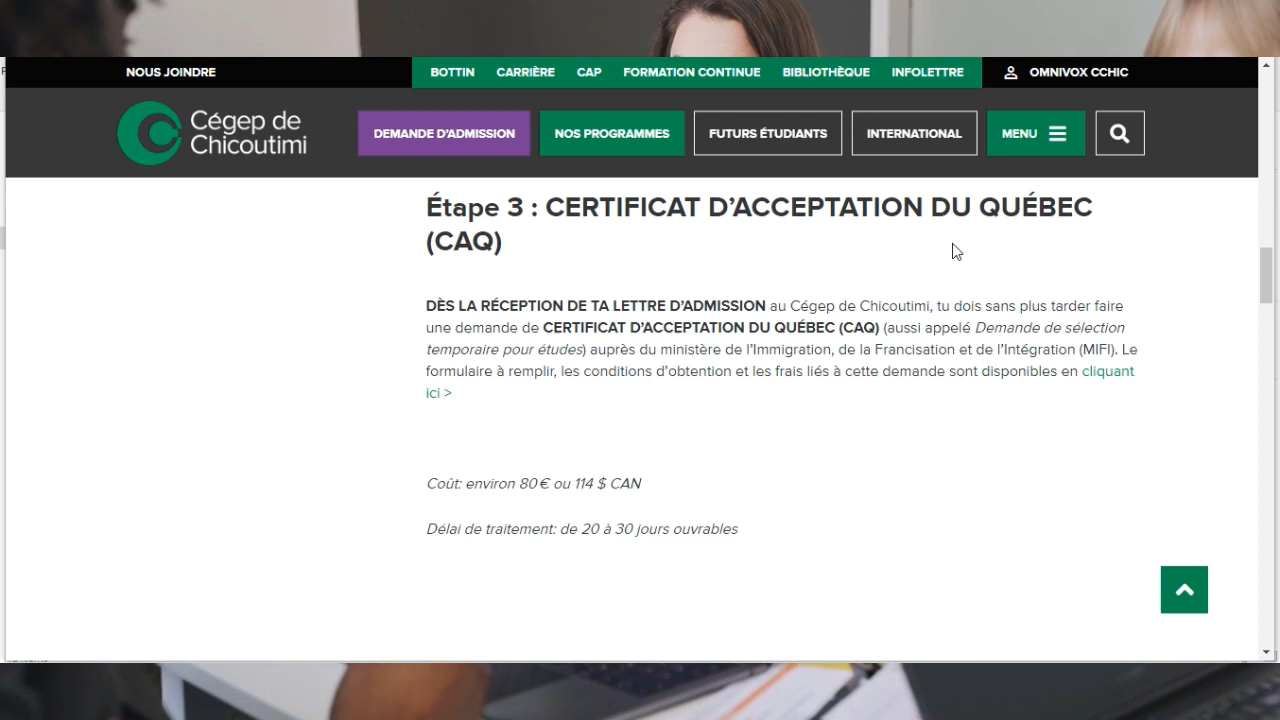 NOUS JOINDRE
BOTTIN CARRIÈRE CAP FORMATION CONTINUE BIBLIOTHÈQUE INFOLETTRE
OMNIVOX CCHIC
Cégep de
Chicoutimi
DEMANDE D’ADMISSION
NOS PROGRAMMES
FUTURS ÉTUDIANTS
INTERNATIONAL
MENU
Étape 3 : CERTIFICAT D’ACCEPTATION DU QUÉBEC
(CAQ)
DÈS LA RÉCEPTION DE TA LETTRE D’ADMISSION au Cégep de Chicoutimi, tu dois sans plus tarder faire
une demande de CERTIFICAT D’ACCEPTATION DU QUÉBEC (CAQ) (aussi appelé Demande de sélection
temporaire pour études) auprès du ministère de l’Immigration, de la Francisation et de l’Intégration (MIFI). Le
formulaire à remplir, les conditions d’obtention et les frais liés à cette demande sont disponibles en cliquant
ici >
Coût: environ 80 € ou 114 $ CAN
Délai de traitement: de 20 à 30 jours ouvrables